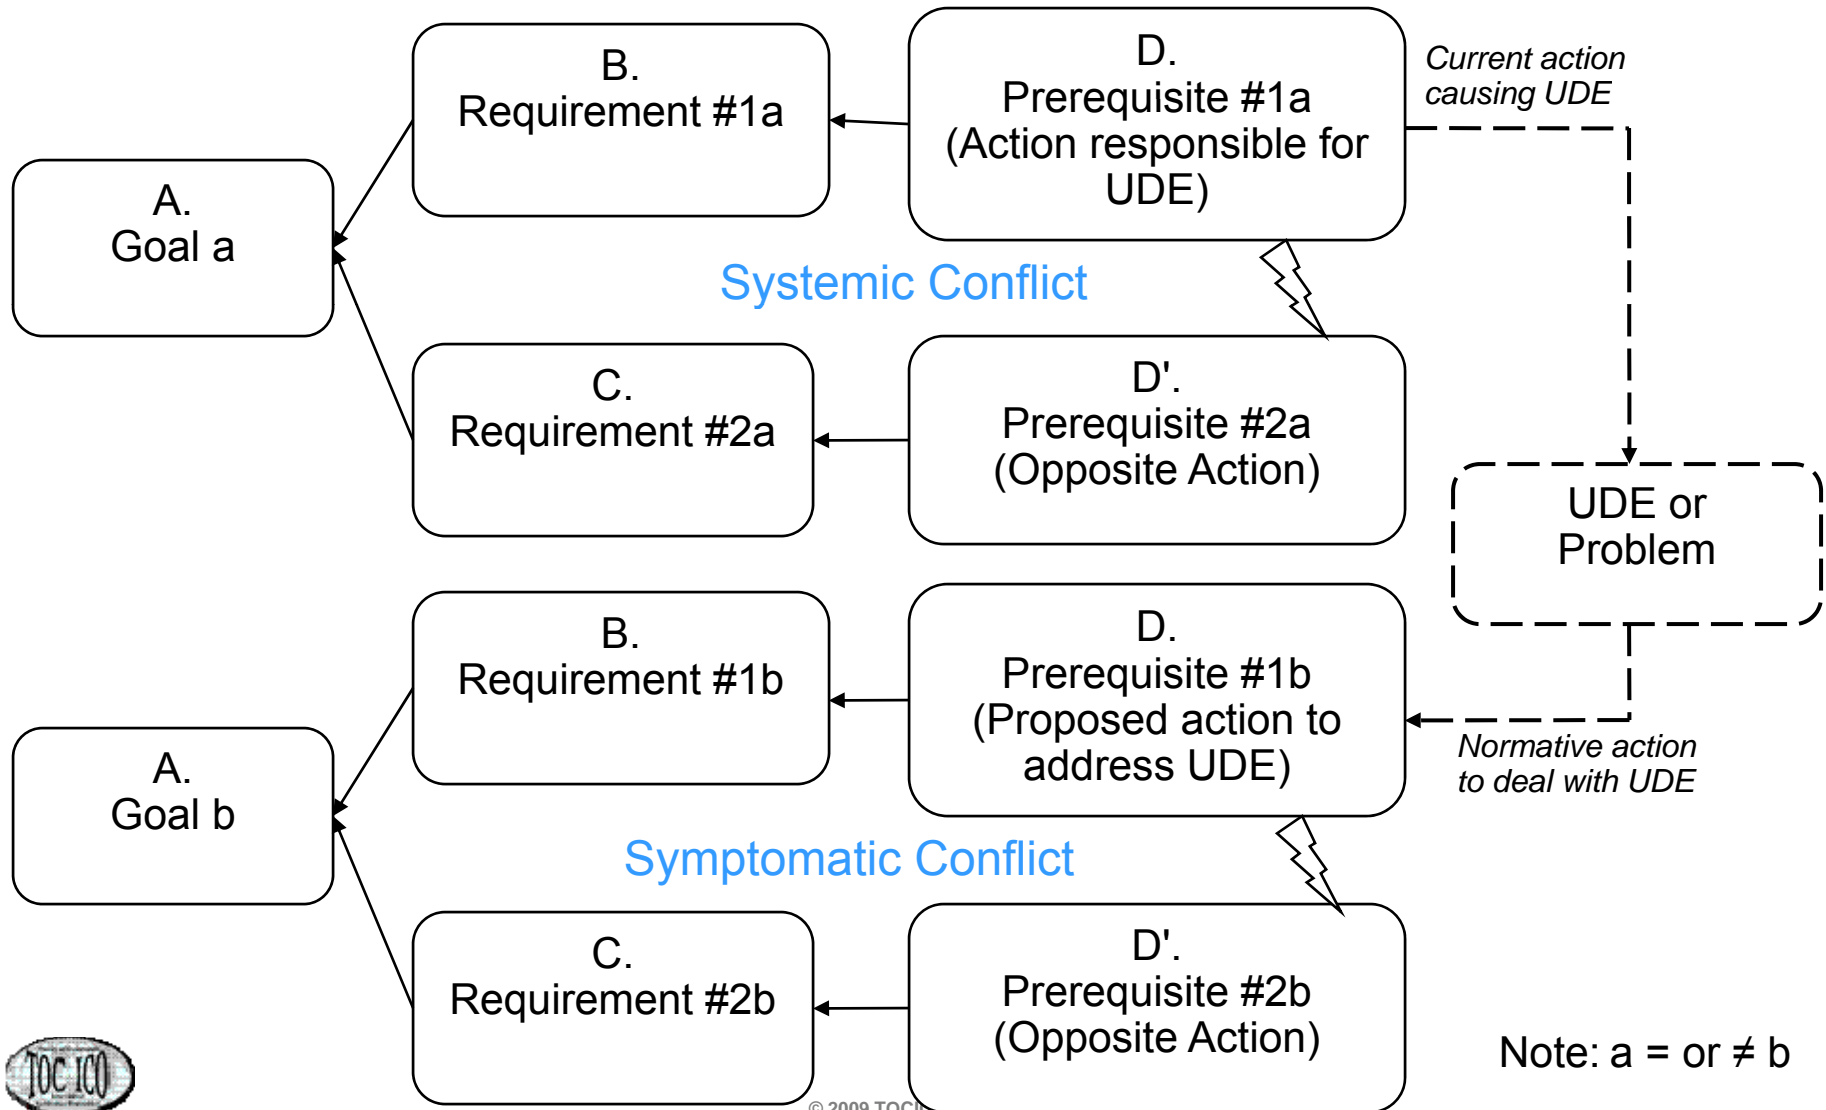 A.
Goal a
B.
Requirement #1a
D.
Prerequisite #1a
(Action responsible for
UDE)
Current action
causing UDE
Systemic Conflict
C.
Requirement #2a
D'.
Prerequisite #2a
(Opposite Action)
UDE or
Problem
A.
Goal b
B.
Requirement #1b
D.
Prerequisite #1b
(Proposed action to
address UDE)
Normative action
to deal with UDE
Symptomatic Conflict
C.
Requirement #2b
D'.
Prerequisite #2b
(Opposite Action)
Note: a = or ≠ b
TOC ICO
© 2009